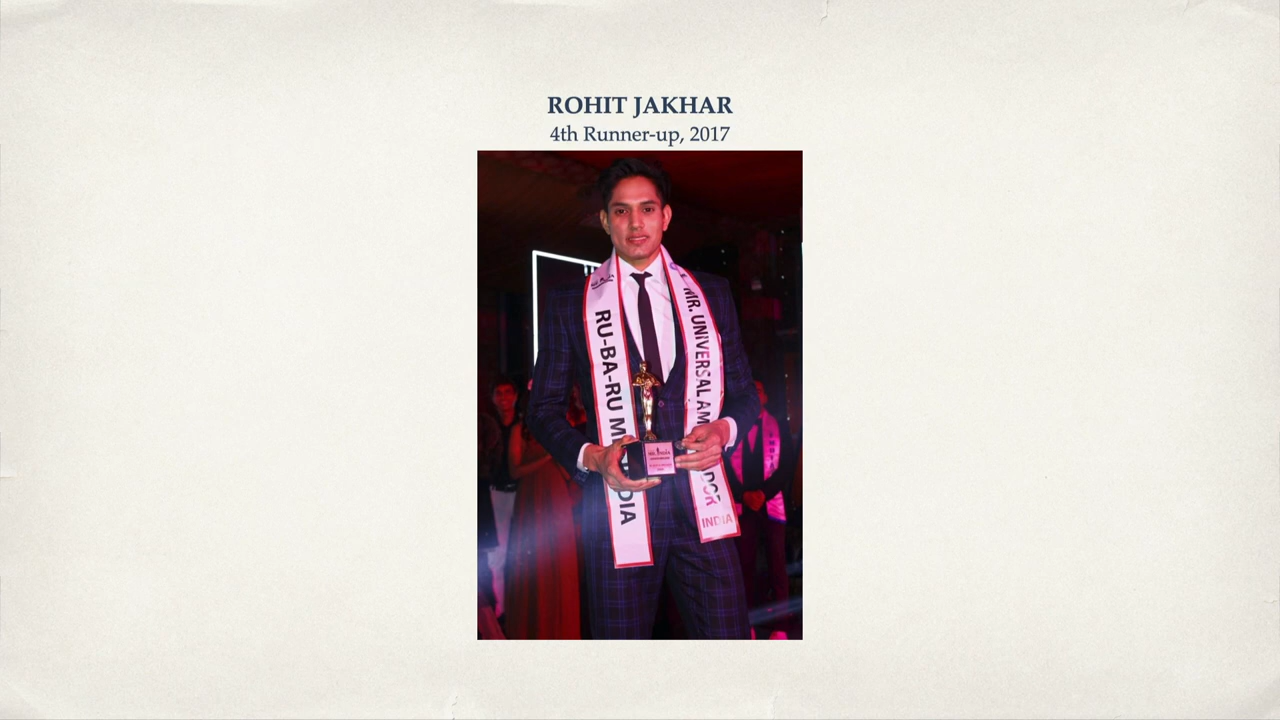 ROHIT JAKHAR
4th Runner-up, 2017
RU-BA-RU M
DIA
MR. UNIVERSAL AM
DOR
INDIA